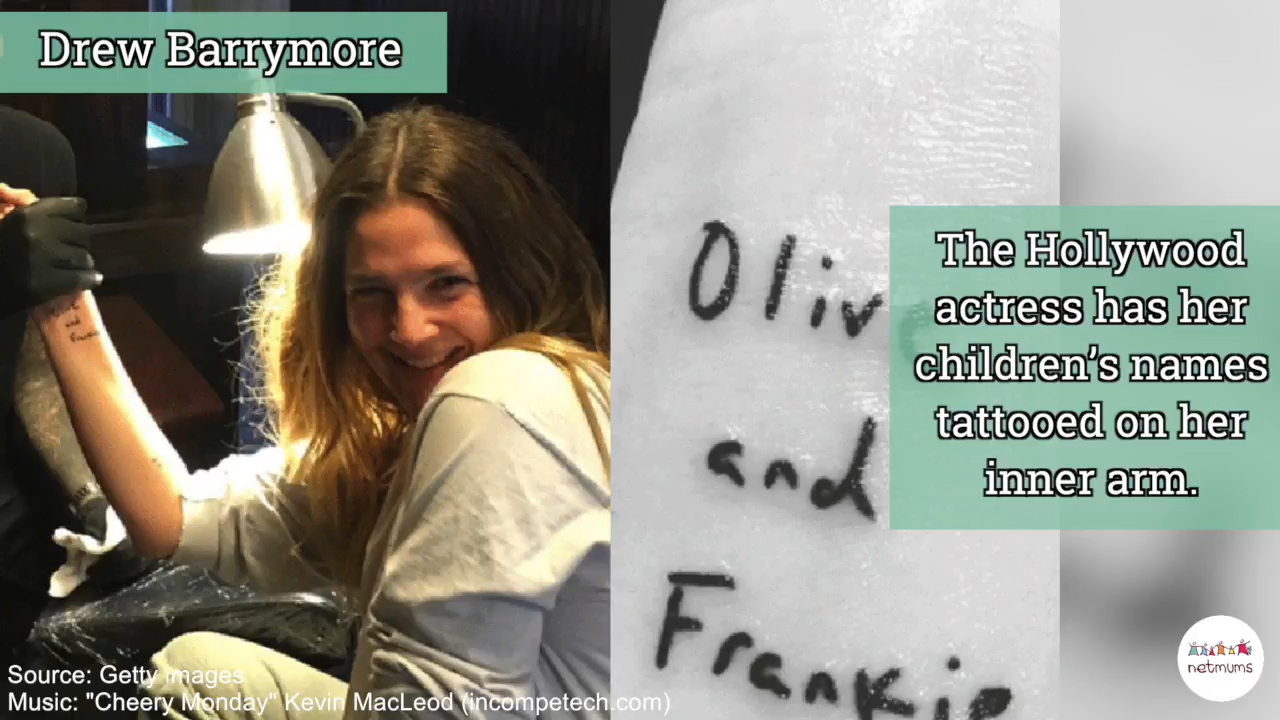 Drew Barrymore
Oliv
and
Frankie
The Hollywood
actress has her
children’s names
tattooed on her
inner arm.
Source: Getty Images
Music: "Cheery Monday" Kevin MacLeod (incompetech.com)
netmums